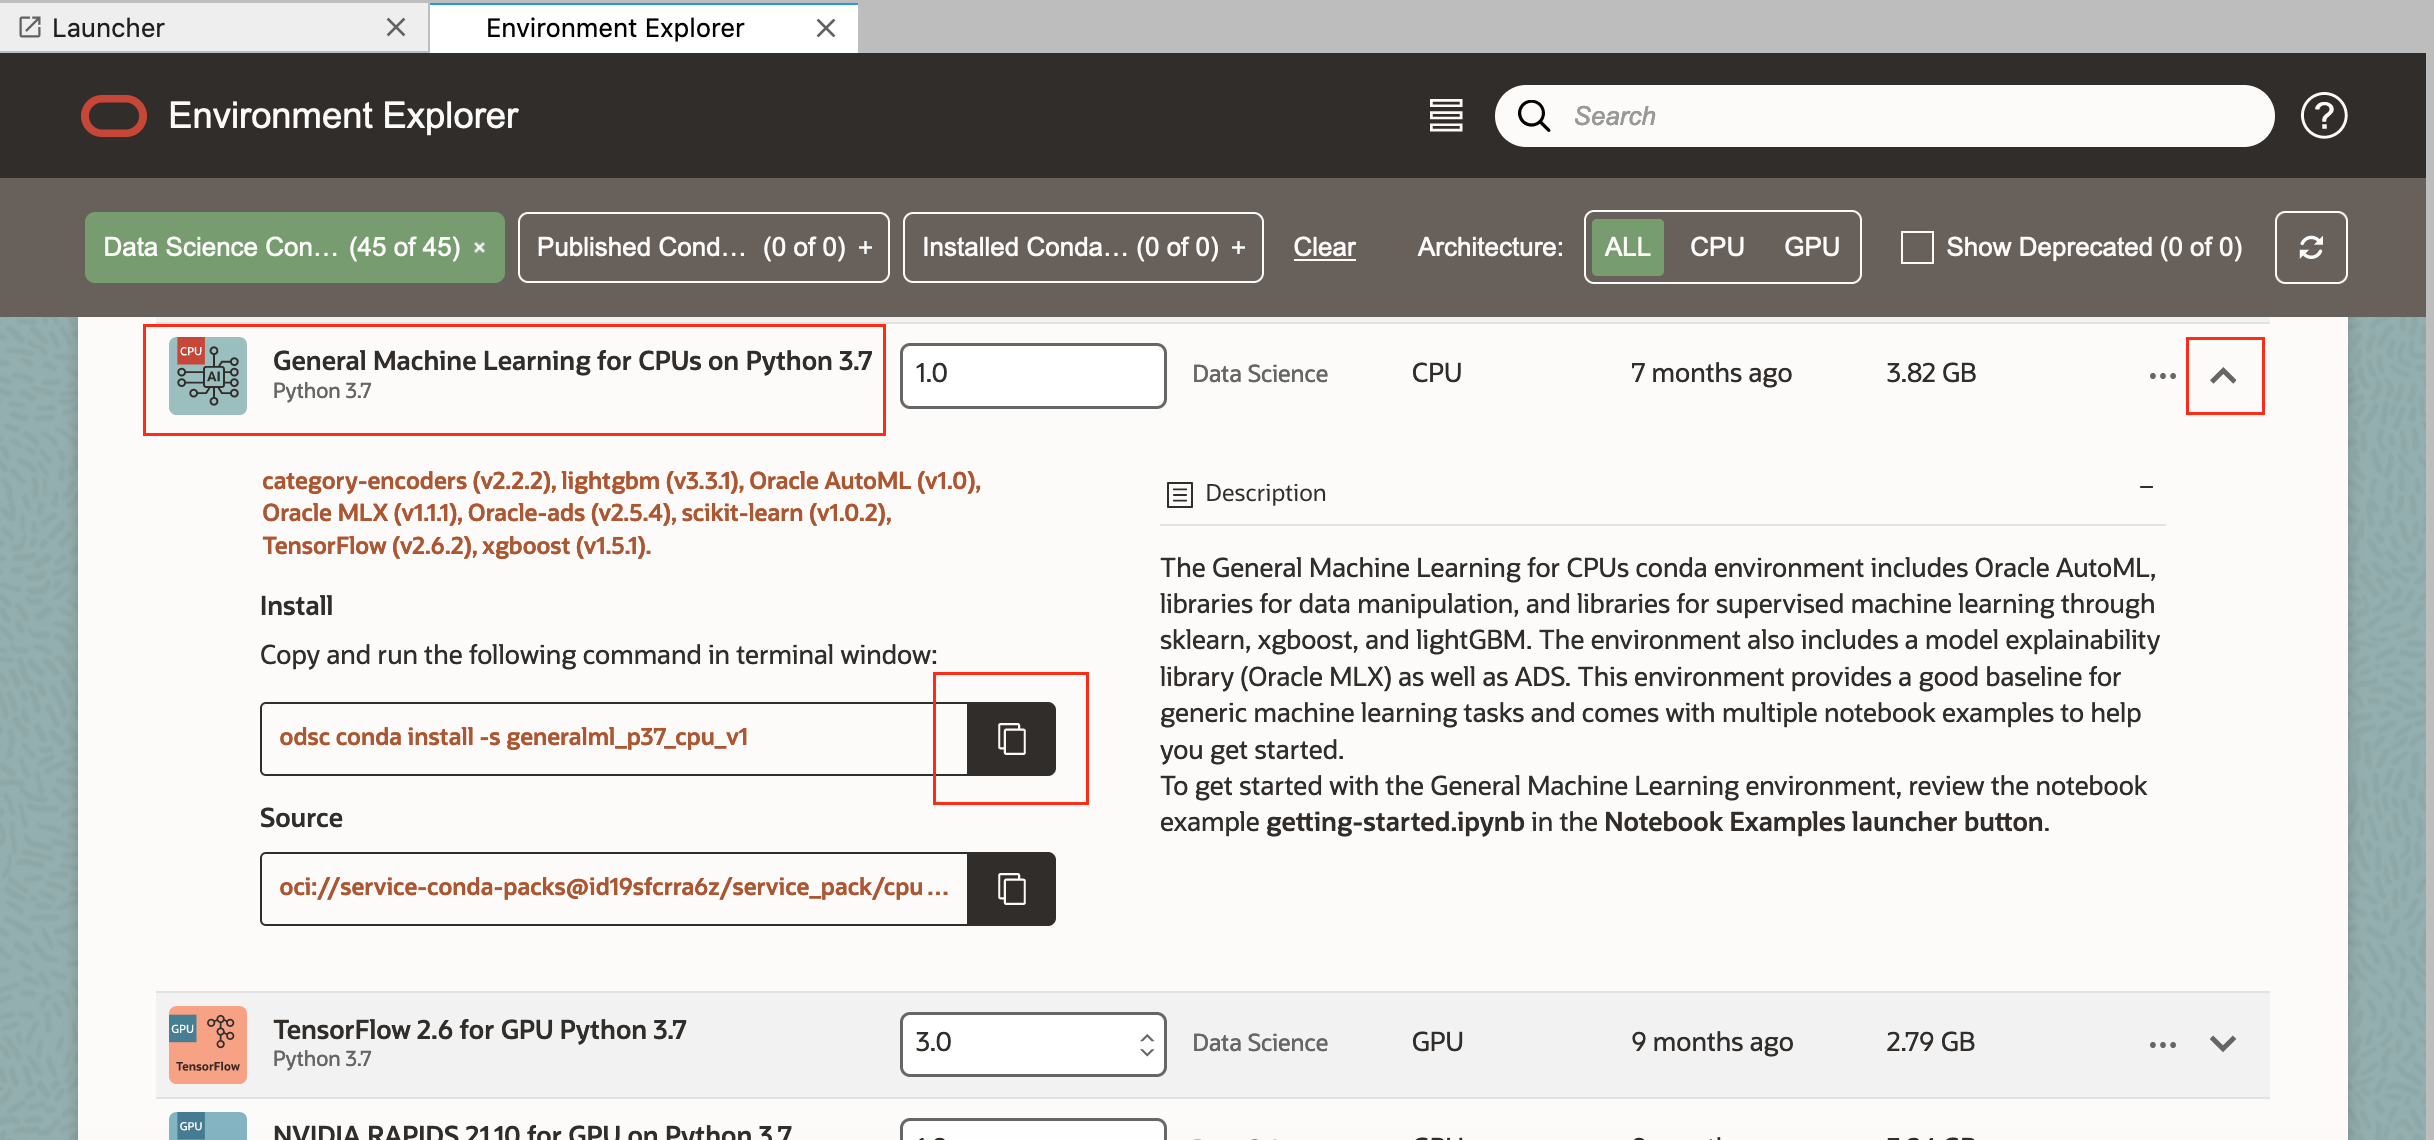 Launcher
Environment Explorer
Environment Explorer
Search
?
Data Science Con... (45 of 45) ×
Published Cond... (0 of 0) +
Installed Conda... (0 of 0) +
Clear
Architecture:
ALL CPU GPU
Show Deprecated (0 of 0)
CPU
AI
General Machine Learning for CPUs on Python 3.7
Python 3.7
1.0
Data Science
CPU
7 months ago
3.82 GB
category-encoders (v2.2.2), lightgbm (v3.3.1), Oracle AutoML (v1.0),
Oracle MLX (v1.1.1), Oracle-ads (v2.5.4), scikit-learn (v1.0.2),
TensorFlow (v2.6.2), xgboost (v1.5.1).
Install
Copy and run the following command in terminal window:
odsc conda install -s generalml_p37_cpu_v1
Source
oci://service-conda-packs@id19sfcrra6z/service_pack/cpu...
Description
The General Machine Learning for CPUs conda environment includes Oracle AutoML,
libraries for data manipulation, and libraries for supervised machine learning through
sklearn, xgboost, and lightGBM. The environment also includes a model explainability
library (Oracle MLX) as well as ADS. This environment provides a good baseline for
generic machine learning tasks and comes with multiple notebook examples to help
you get started.
To get started with the General Machine Learning environment, review the notebook
example getting-started.ipynb in the Notebook Examples launcher button.
GPU
TensorFlow
TensorFlow 2.6 for GPU Python 3.7
Python 3.7
3.0
Data Science
GPU
9 months ago
2.79 GB
GPU
NVIDIA RAPIDS 21.10 for GPU on Python 3.7